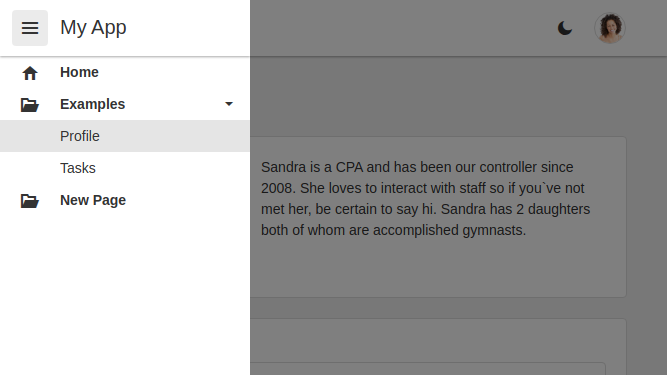 My App
Home
Examples
Profile
Tasks
New Page
Sandra is a CPA and has been our controller since
2008. She loves to interact with staff so if you`ve not
met her, be certain to say hi. Sandra has 2 daughters
both of whom are accomplished gymnasts.